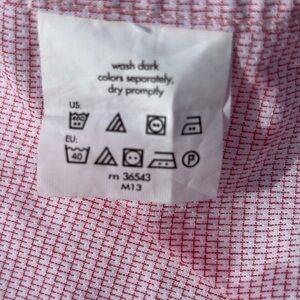 wash dark
colors separately,
dry promptly
US:
EU:
40 P
rn 36543
M13